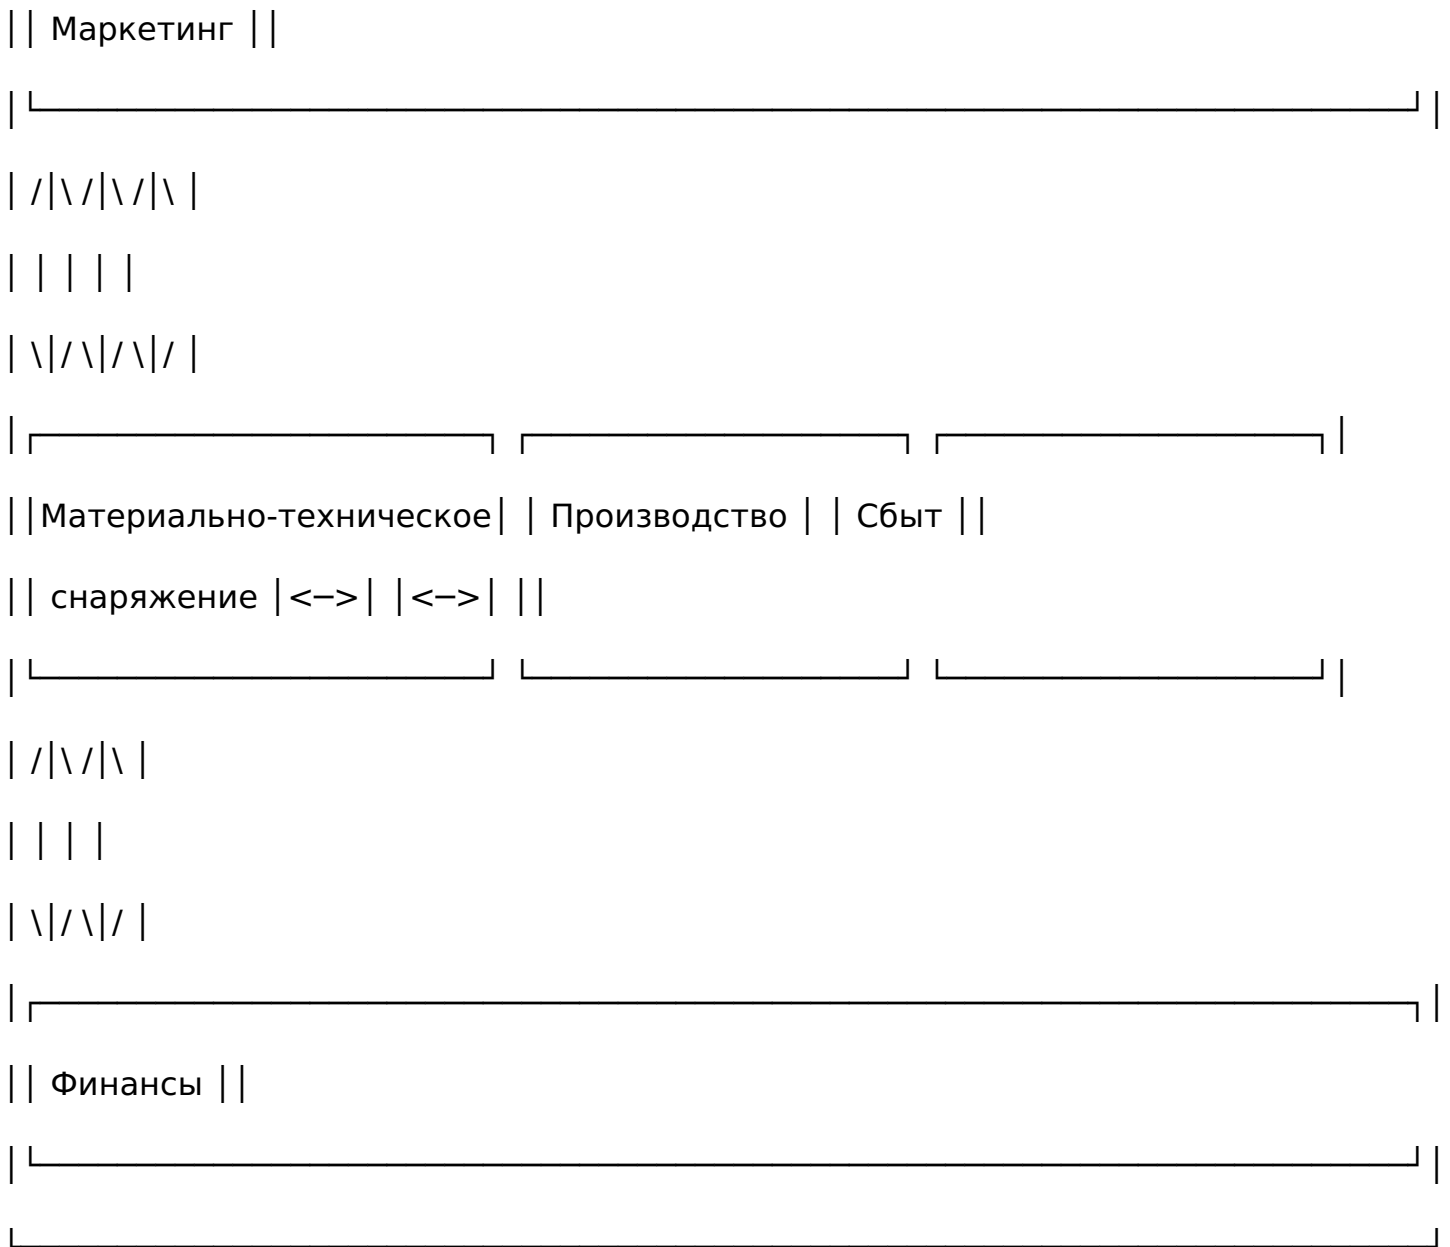 ││ Маркетинг ││
│└────────────────────────────────────────────────────────────────────────┘│
│ /│\ /│\ /│\ │
│ │ │ │ │
│ \│/ \│/ \│/ │
│┌────────────────────────┐ ┌────────────────────┐ ┌────────────────────┐│
││Материально-техническое│ │ Производство │ │ Сбыт ││
││ снаряжение │<─>│ │<─>│ ││
│└────────────────────────┘ └────────────────────┘ └────────────────────┘│
│ /│\ /│\ │
│ │ │ │
│ \│/ \│/ │
│┌────────────────────────────────────────────────────────────────────────┐│
││ Финансы ││
│└────────────────────────────────────────────────────────────────────────┘│
└──────────────────────────────────────────────────────────────────────────┘